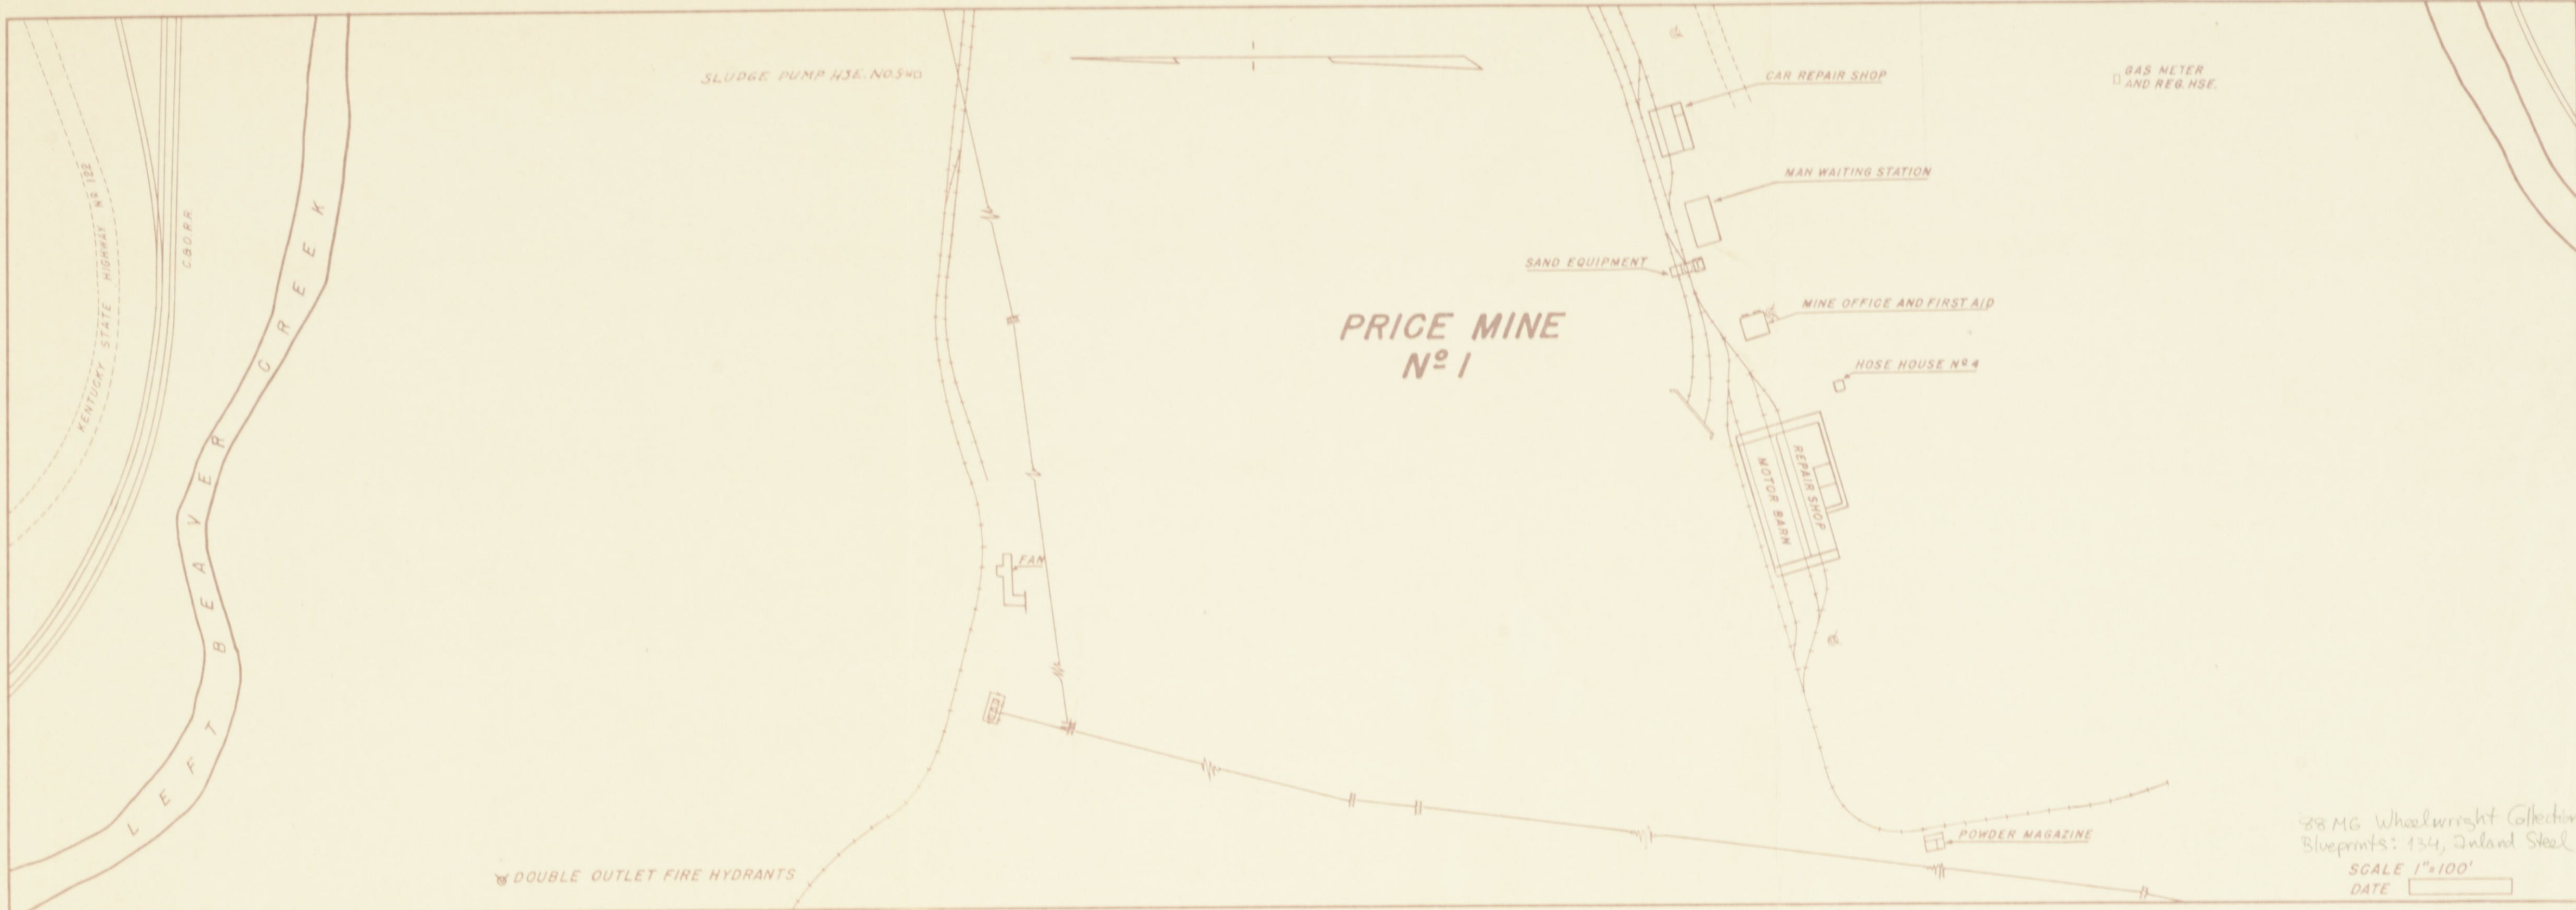 SLUDGE PUMP HSE. NO.5
CAR REPAIR SHOP
GAS METER
AND REG. HSE.
MAN WAITING STATION
KENTUCKY STATE HIGHWAY Nº 122
C.&O.R.R
LEFT BEAVER CREEK
SAND EQUIPMENT
MINE OFFICE AND FIRST AID
PRICE MINE
Nº 1
HOSE HOUSE Nº 4
REPAIR SHOP
MOTOR BARN
FAN
POWDER MAGAZINE
DOUBLE OUTLET FIRE HYDRANTS
88 M6 Wheelwright Collection
Blueprints: 134, Inland Steel
SCALE 1"=100'
DATE